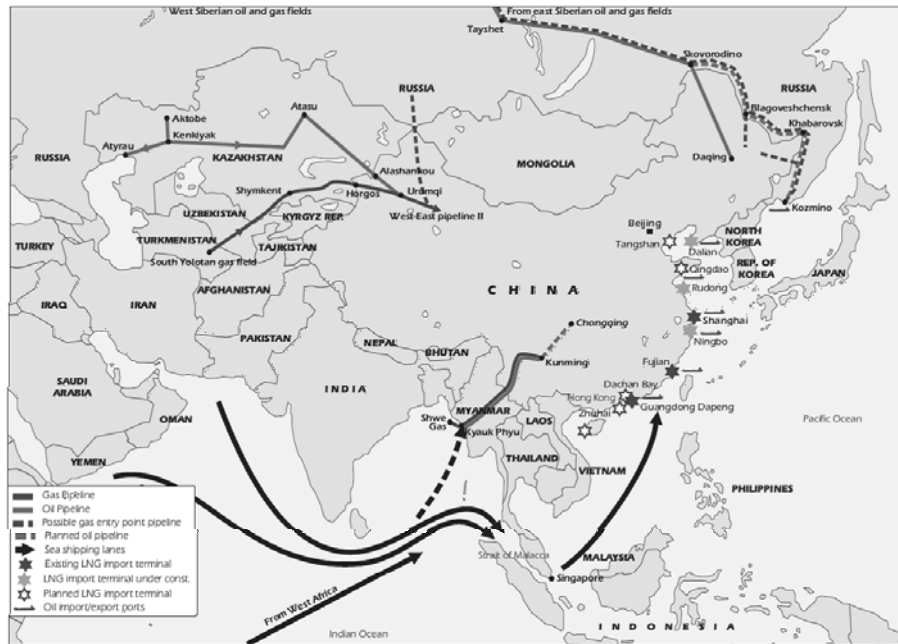 West Siberian oil and gas fields
From east Siberian oil and gas fields
Tayshet
Skovorodino
RUSSIA
RUSSIA
Blagoveshchensk
Khabarovsk
Aktobe
Atasu
Kenkiyak
RUSSIA
Atyrau
KAZAKHSTAN
MONGOLIA
Daqing
Alashankou
Shymkent
Horgos
Urumqi
Kozmino
UZBEKISTAN
KYRGYZ REP.
West-East pipeline II
Beijing
NORTH
KOREA
TURKEY
TURKMENISTAN
TAJIKISTAN
Tangshan
Dalian
South Yolotan gas field
Qingdao
REP. OF
KOREA
JAPAN
AFGHANISTAN
CHINA
Rudong
IRAQ
IRAN
Chongqing
Shanghai
PAKISTAN
NEPAL
Ningbo
BHUTAN
Kunmingi
Fujian
SAUDI
ARABIA
INDIA
Dachan Bay
OMAN
MYANMAR
Hong Kong
Guangdong Dapeng
Shwe
Gas
LAOS
Zhuhai
Kyauk Phyu
Pacific Ocean
THAILAND
YEMEN
VIETNAM
PHILIPPINES
Gas Pipeline
Oil Pipeline
Possible gas entry point pipeline
Planned oil pipeline
Sea shipping lanes
Existing LNG import terminal
LNG import terminal under const.
Planned LNG import terminal
Oil import/export ports
Strait of Malacca
MALAYSIA
Singapore
From West Africa
Indian Ocean
INDONESIA